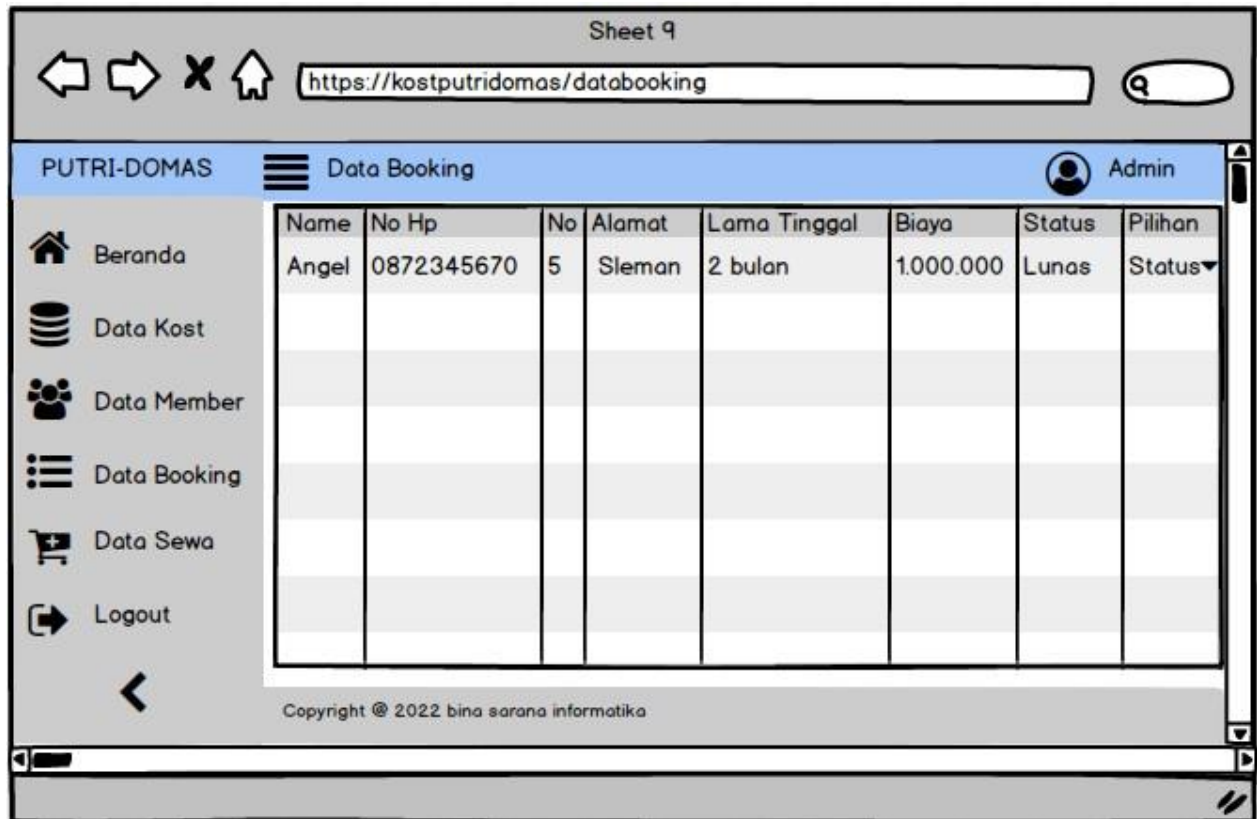 Sheet 9
https://kostputridomas/databooking
PUTRI-DOMAS
Data Booking
Admin
Beranda
Data Kost
Data Member
Data Booking
Data Sewa
Logout
Name No Hp No Alamat Lama Tinggal Biaya Status Pilihan
Angel 0872345670 5 Sleman 2 bulan 1.000.000 Lunas Status
Copyright @ 2022 bina sarana informatika